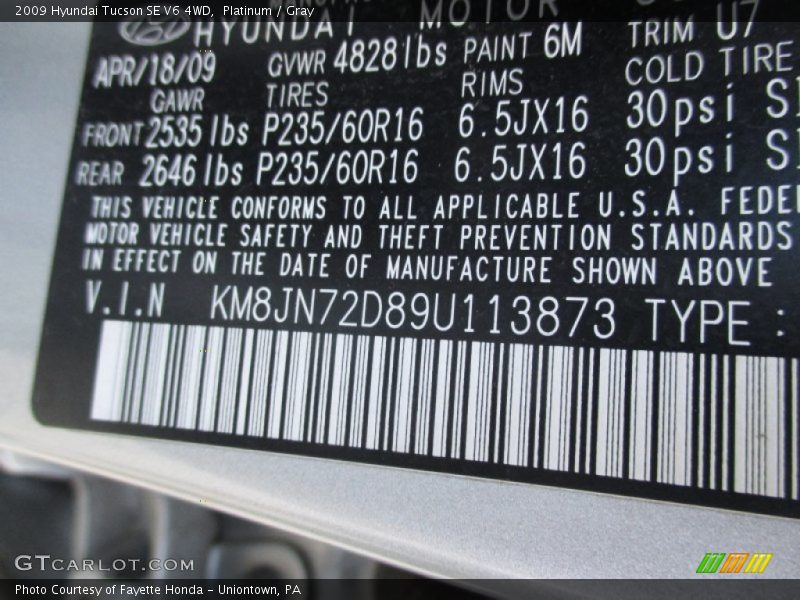 2009 Hyundai Tucson SE V6 4WD, Platinum / Gray
HYUNDAI MOTOR
APR/18/09 GVWR 4828 lbs PAINT 6M TRIM U7
GAWR TIRES RIMS COLD TIRE
FRONT 2535 lbs P235/60R16 6.5JX16 30psi
REAR 2646 lbs P235/60R16 6.5JX16 30psi
THIS VEHICLE CONFORMS TO ALL APPLICABLE U.S.A.
MOTOR VEHICLE SAFETY AND THEFT PREVENTION STANDARDS
IN EFFECT ON THE DATE OF MANUFACTURE SHOWN ABOVE
V.I.N KM8JN72D89U113873 TYPE :
GTCARLOT.COM
Photo Courtesy of Fayette Honda - Uniontown, PA